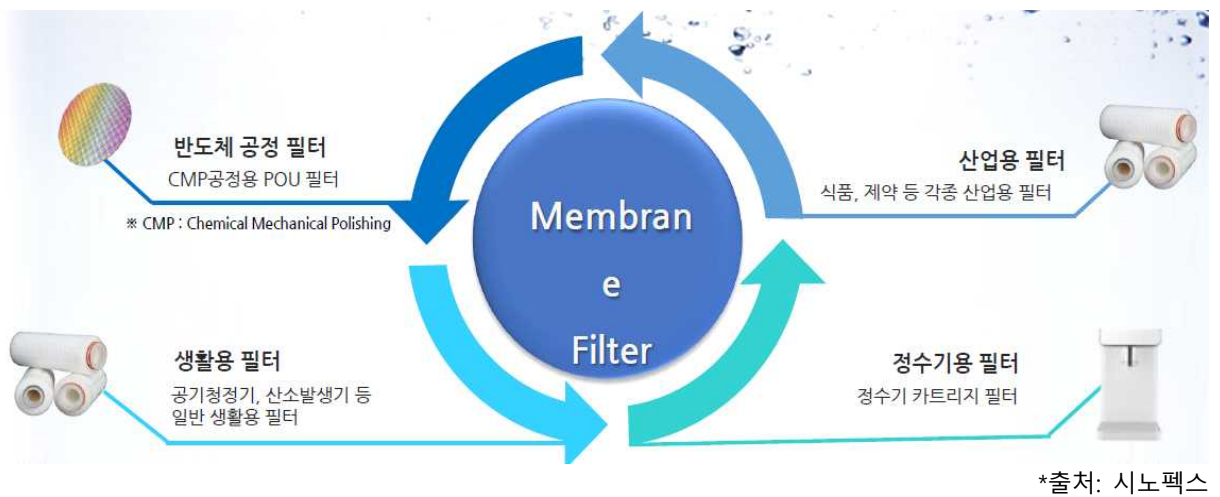 반도체 공정 필터
CMP공정용 POU 필터
※ CMP : Chemical Mechanical Polishing
산업용 필터
식품, 제약 등 각종 산업용 필터
Membran
e
Filter
생활용 필터
공기청정기, 산소발생기 등
일반 생활용 필터
정수기용 필터
정수기 카트리지 필터
*출처: 시노펙스